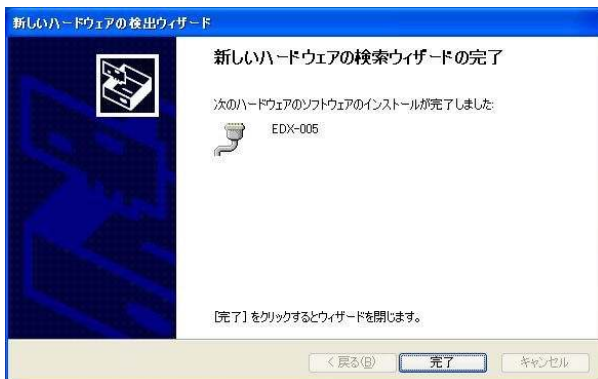 新しいハードウェアの検出ウィザード
新しいハードウェアの検索ウィザードの完了
次のハードウェアのソフトウェアのインストールが完了しました:
EDX-005
[完了] をクリックするとウィザードを閉じます。
< 戻る(B)
完了
キャンセル